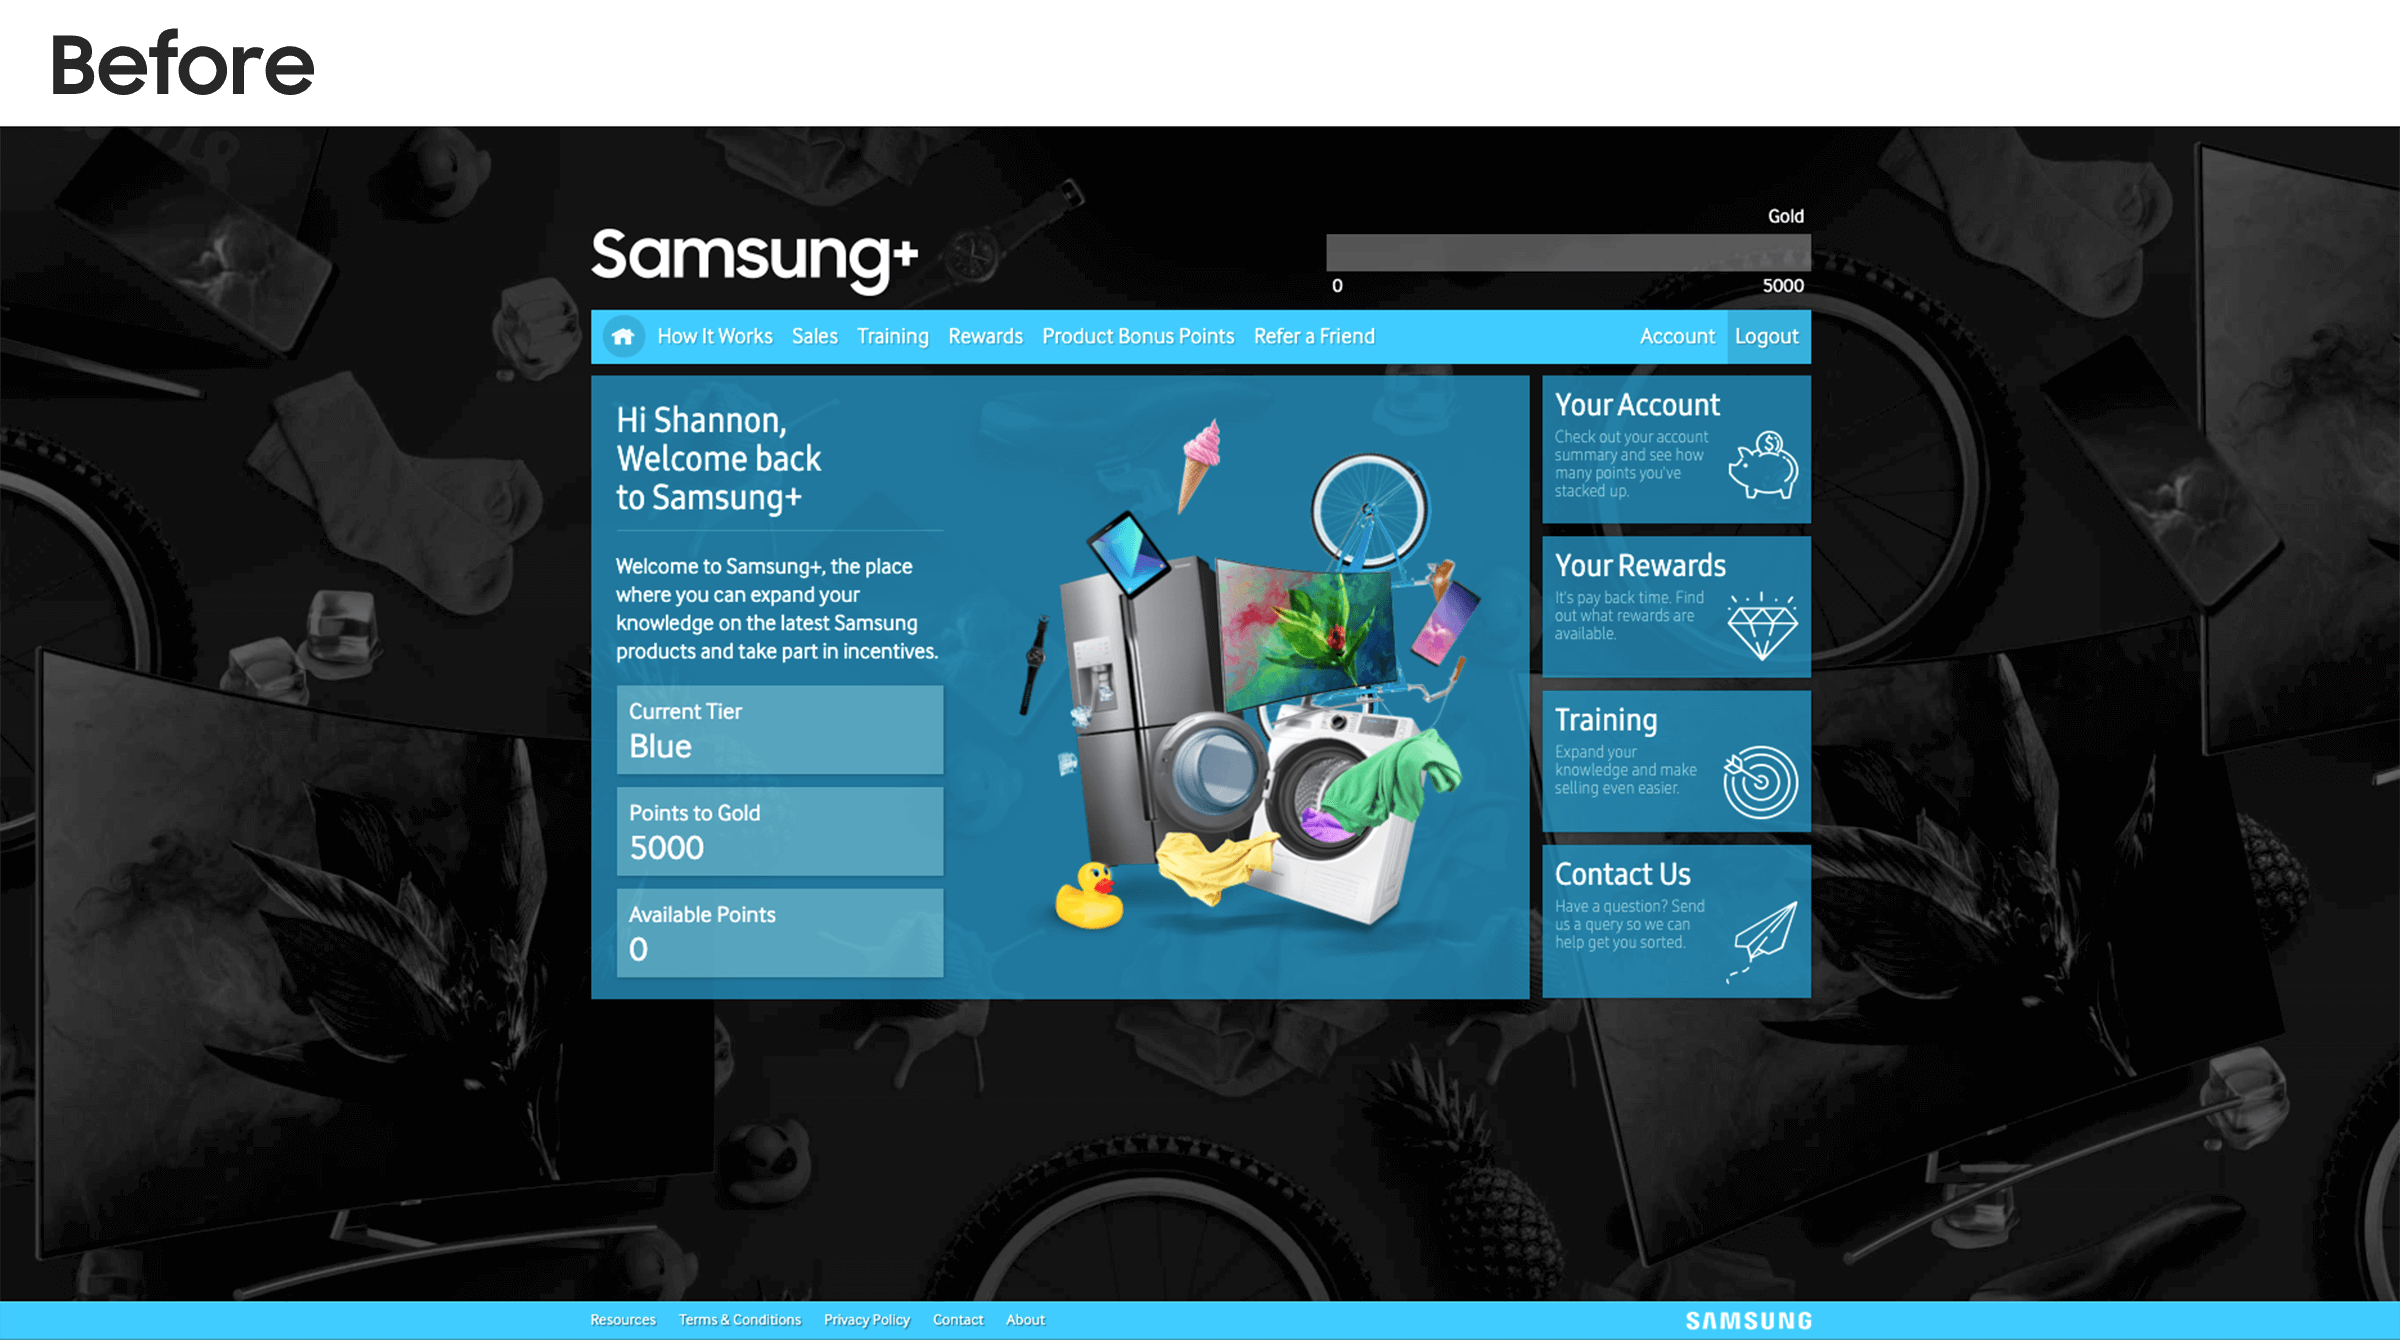 Before
Samsung+
Gold
0
5000
How It Works
Sales
Training
Rewards
Product Bonus Points
Refer a Friend
Account
Logout
Hi Shannon,
Welcome back
to Samsung+
Welcome to Samsung+, the place
where you can expand your
knowledge on the latest Samsung
products and take part in incentives.
Current Tier
Blue
Points to Gold
5000
Available Points
0
Your Account
Check out your account
summary and see how
many points you've
stacked up.
Your Rewards
It's pay back time. Find
out what rewards are
available.
Training
Expand your
knowledge and make
selling even easier.
Contact Us
Have a question? Send
us a query so we can
help get you sorted.
Resources
Terms & Conditions
Privacy Policy
Contact
About
SAMSUNG